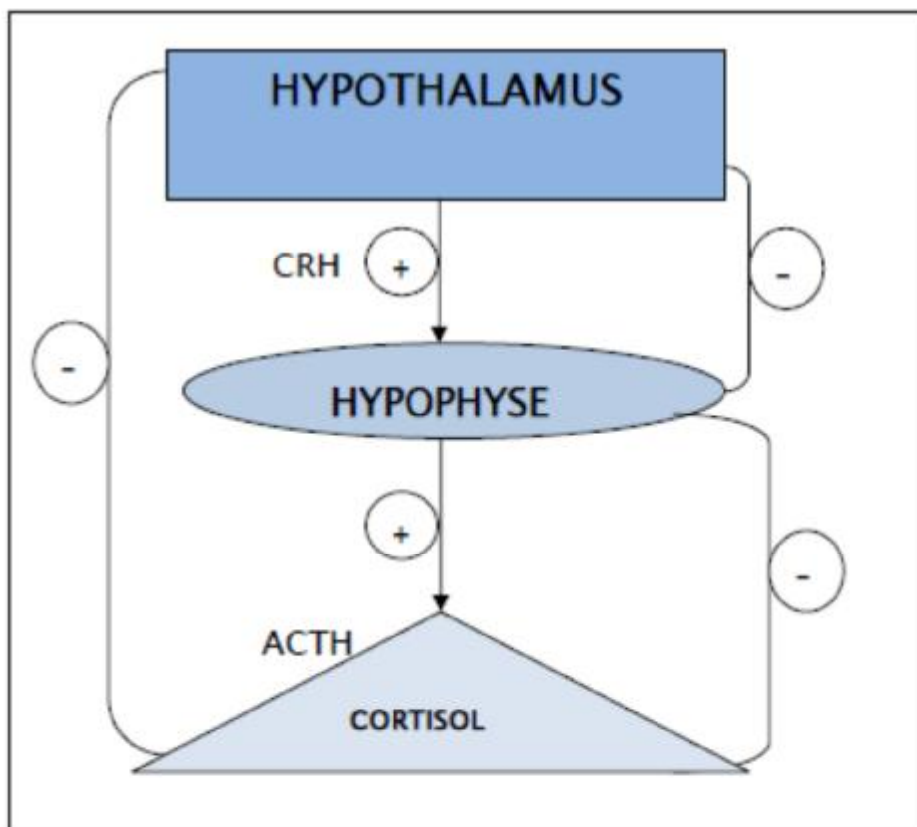 HYPOTHALAMUS
CRH
+
-
-
HYPOPHYSE
+
-
ACTH
CORTISOL